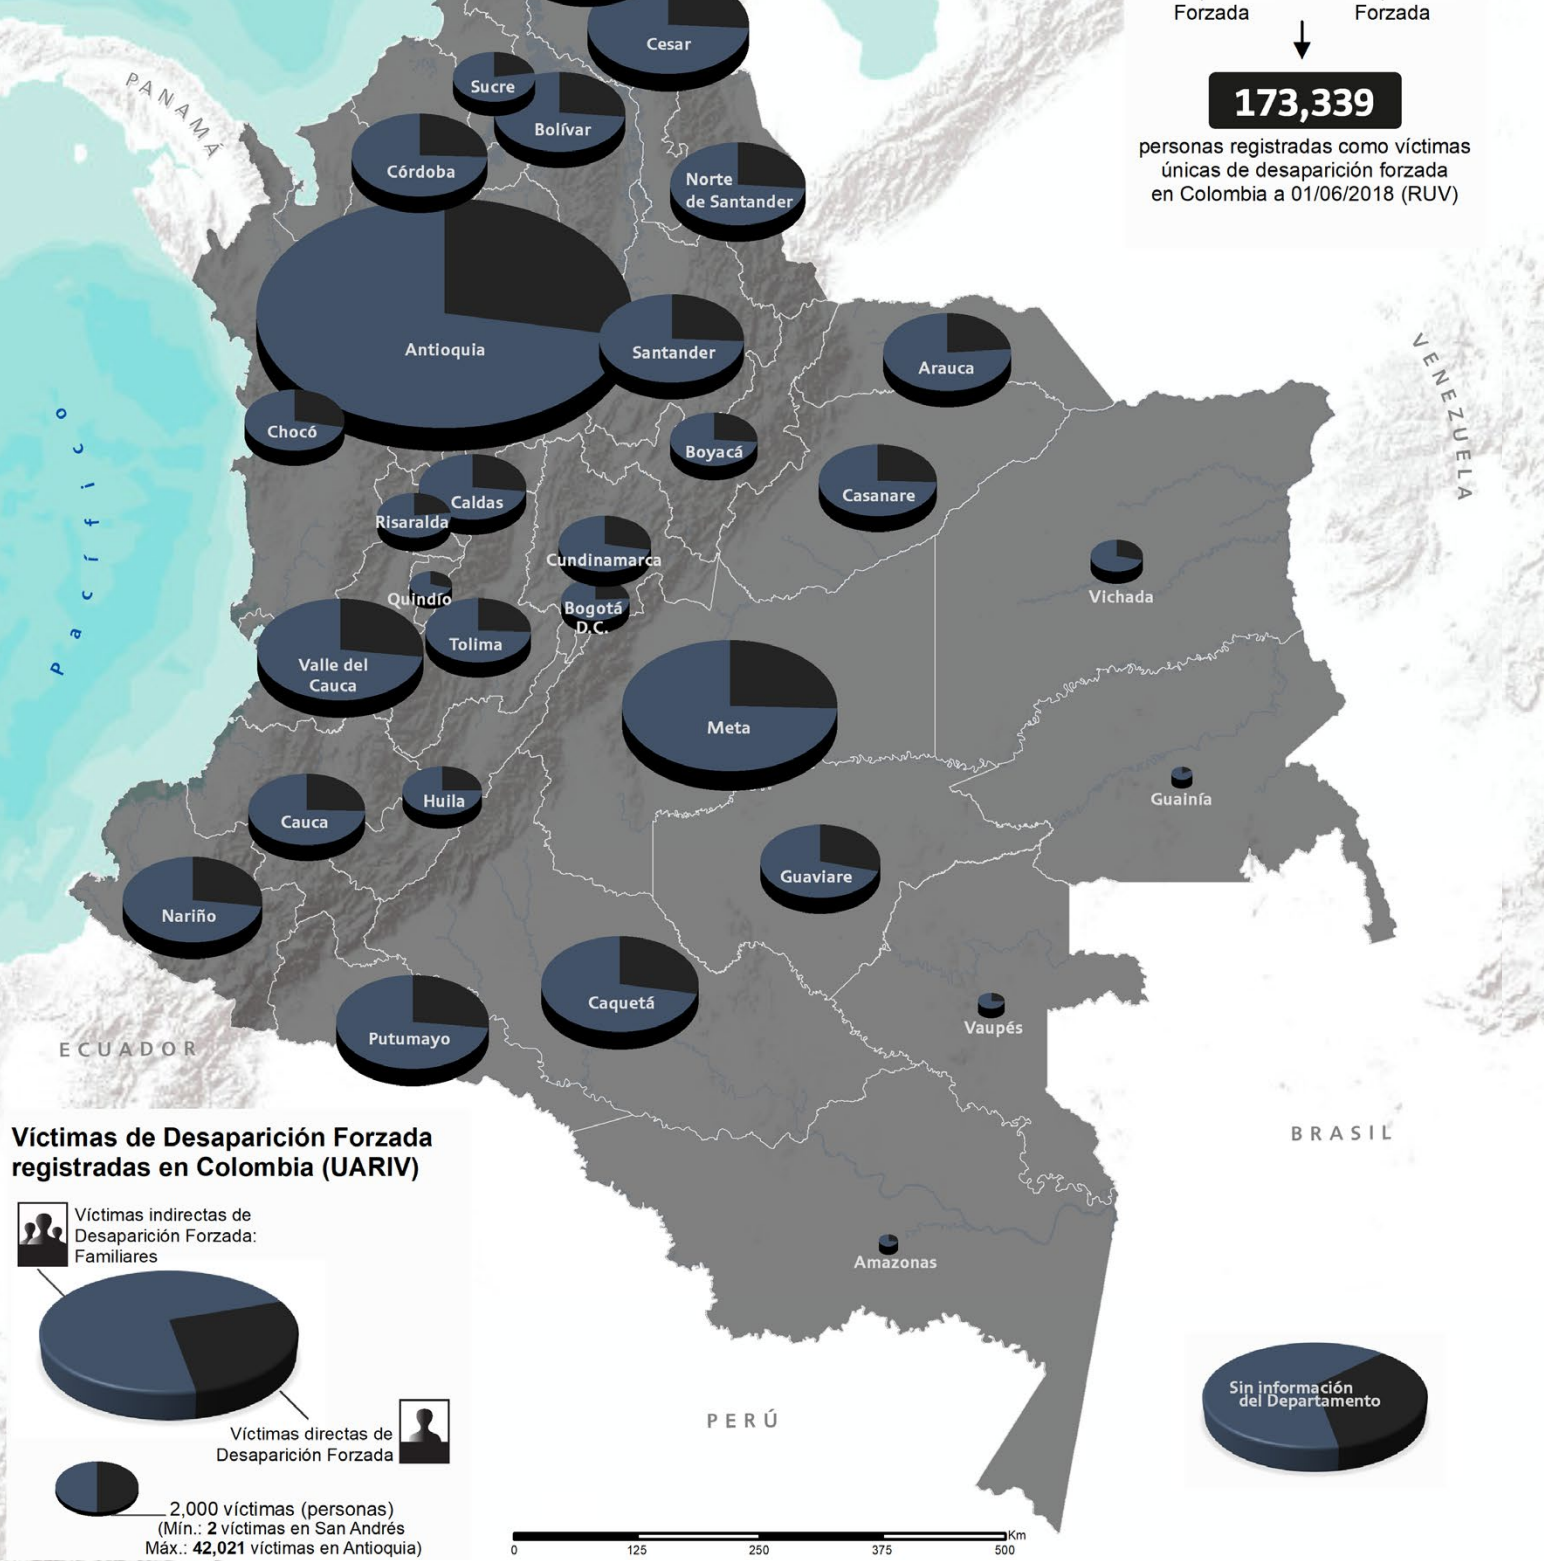 Forzada
Forzada
173,339
personas registradas como víctimas
únicas de desaparición forzada
en Colombia a 01/06/2018 (RUV)
PANAMÁ
Cesar
Sucre
Bolívar
Córdoba
Norte
de Santander
Antioquia
Santander
Arauca
VENEZUELA
Chocó
Boyacá
Pacífico
Casanare
Caldas
Risaralda
Cundinamarca
Quindío
Bogotá
D.C.
Vichada
Tolima
Valle del
Cauca
Meta
Huila
Guainía
Cauca
Guaviare
Nariño
Caquetá
Vaupés
Putumayo
ECUADOR
BRASIL
Amazonas
PERÚ
Víctimas de Desaparición Forzada
registradas en Colombia (UARIV)
Víctimas indirectas de
Desaparición Forzada:
Familiares
Víctimas directas de
Desaparición Forzada
2,000 víctimas (personas)
(Mín.: 2 víctimas en San Andrés
Máx.: 42,021 víctimas en Antioquia)
Sin información
del Departamento
Km
0 125 250 375 500